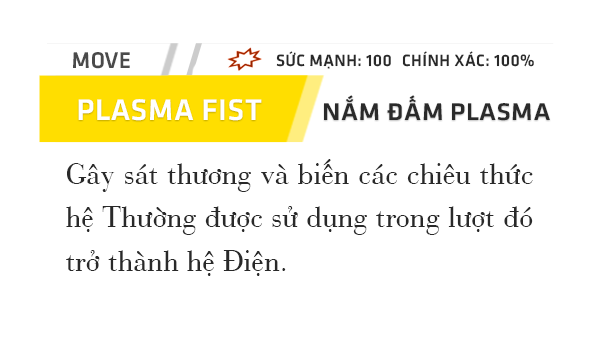 MOVE SỨC MẠNH: 100 CHÍNH XÁC: 100%
PLASMA FIST NẮM ĐẤM PLASMA
Gây sát thương và biến các chiêu thức
hệ Thường được sử dụng trong lượt đó
trở thành hệ Điện.